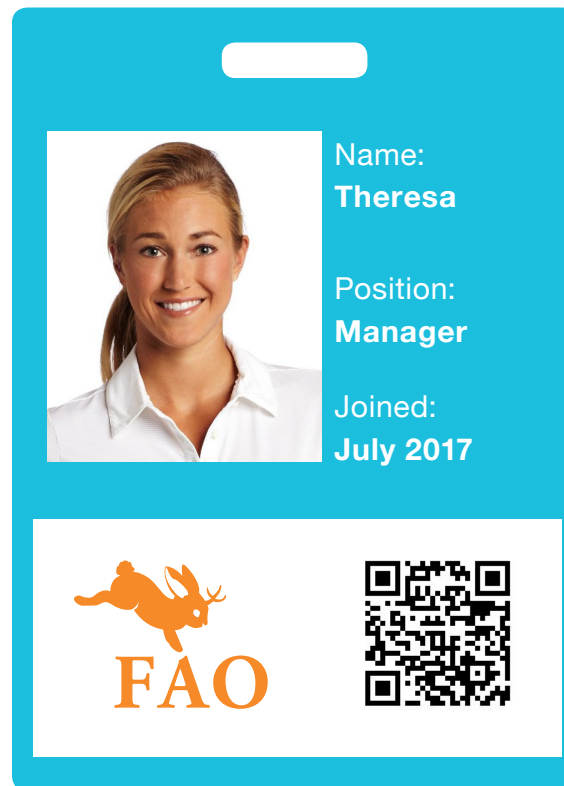 Name:
Theresa
Position:
Manager
Joined:
July 2017
FAO